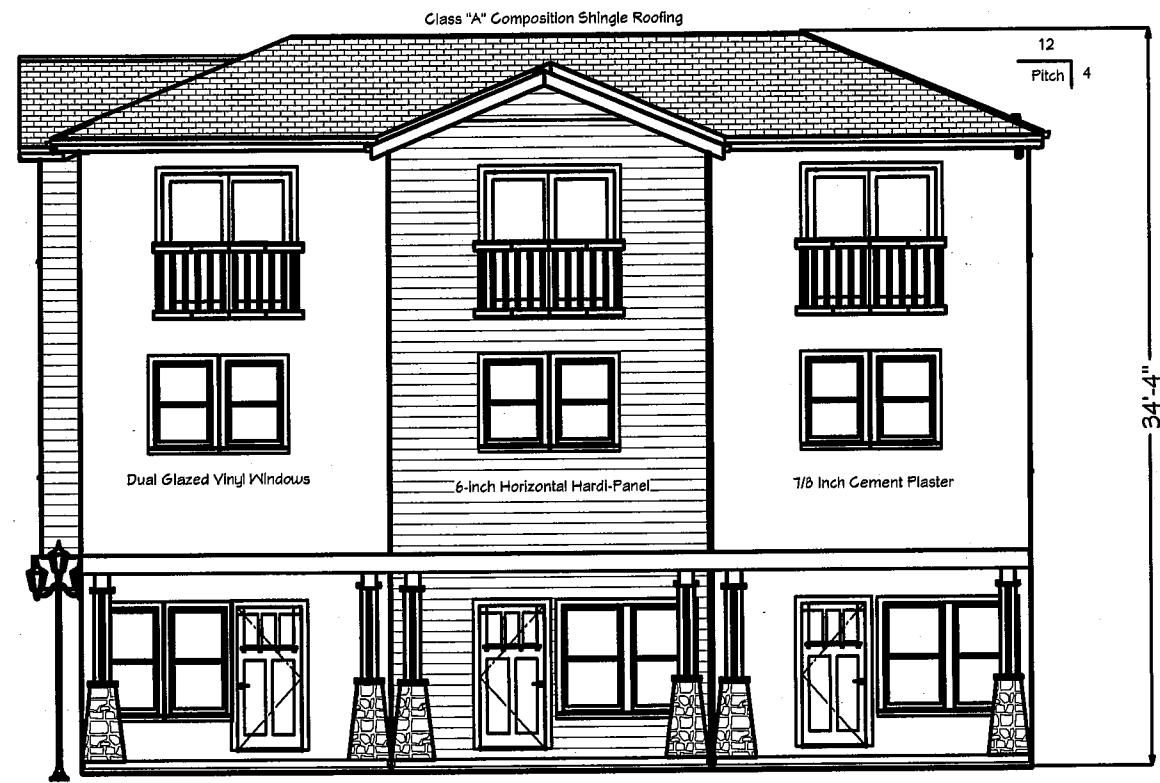 Class "A" Composition Shingle Roofing
12
Pitch 4
34'-4"
Dual Glazed Vinyl Windows
6-Inch Horizontal Hardi-Panel
7/8 Inch Cement Plaster